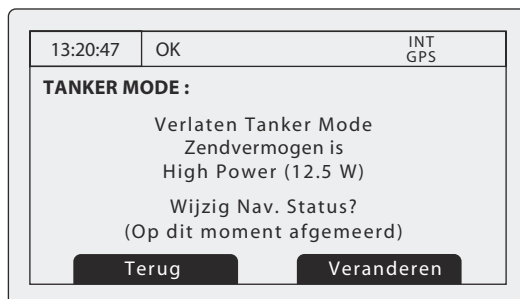 13:20:47 OK INT
GPS
TANKER MODE :
Verlaten Tanker Mode
Zendvermogen is
High Power (12.5 W)
Wijzig Nav. Status?
(Op dit moment afgemeerd)
Terug Veranderen